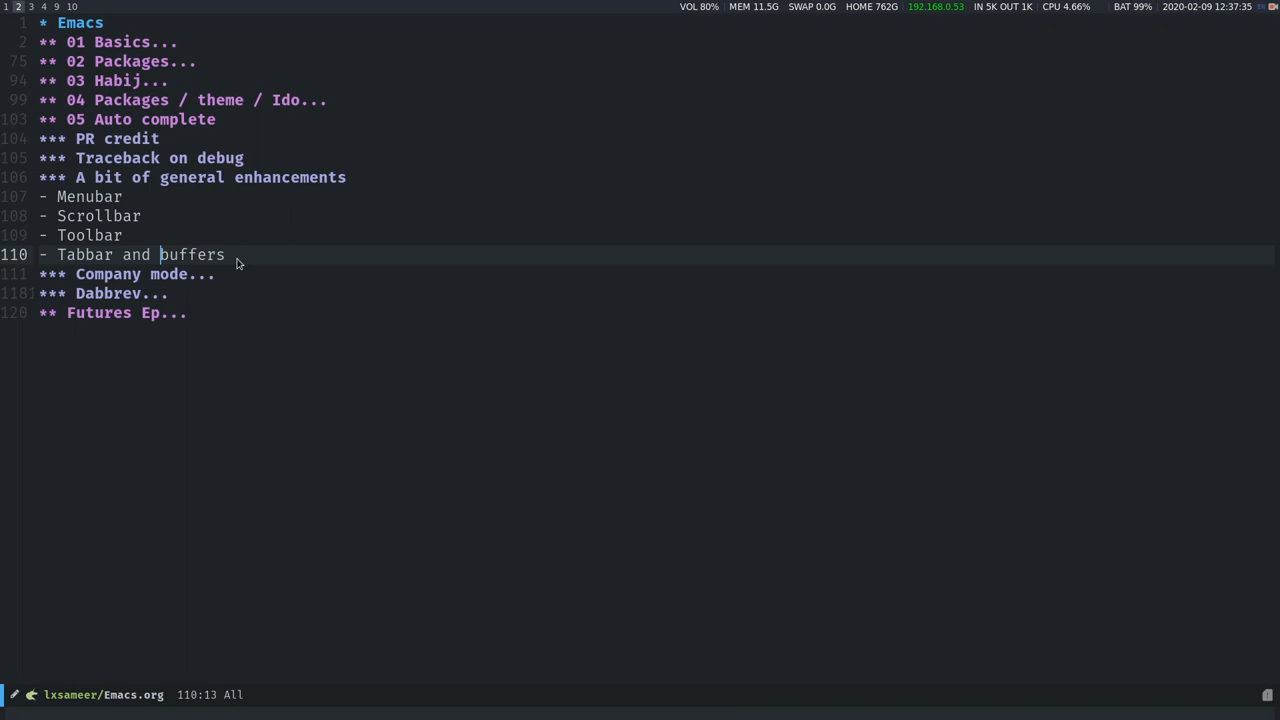 1 2 3 4 9 10 VOL 80% MEM 11.5G SWAP 0.0G HOME 762G 192.168.0.53 IN 5K OUT 1K CPU 4.66% BAT 99% 2020-02-09 12:37:35
1 * Emacs
2 ** 01 Basics...
75 ** 02 Packages...
94 ** 03 Habij...
99 ** 04 Packages / theme / Ido...
103 ** 05 Auto complete
104 *** PR credit
105 *** Traceback on debug
106 *** A bit of general enhancements
107 - Menubar
108 - Scrollbar
109 - Toolbar
110 - Tabbar and buffers
111 *** Company mode...
118 *** Dabbrev...
120 ** Futures Ep...
lxsameer/Emacs.org 110:13 All